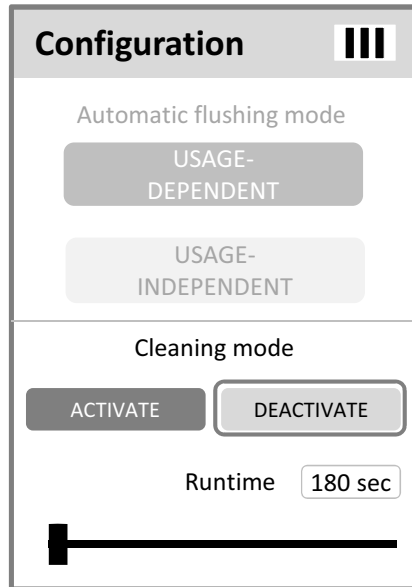 Configuration
Automatic flushing mode
USAGE-
DEPENDENT
USAGE-
INDEPENDENT
Cleaning mode
ACTIVATE DEACTIVATE
Runtime 180 sec